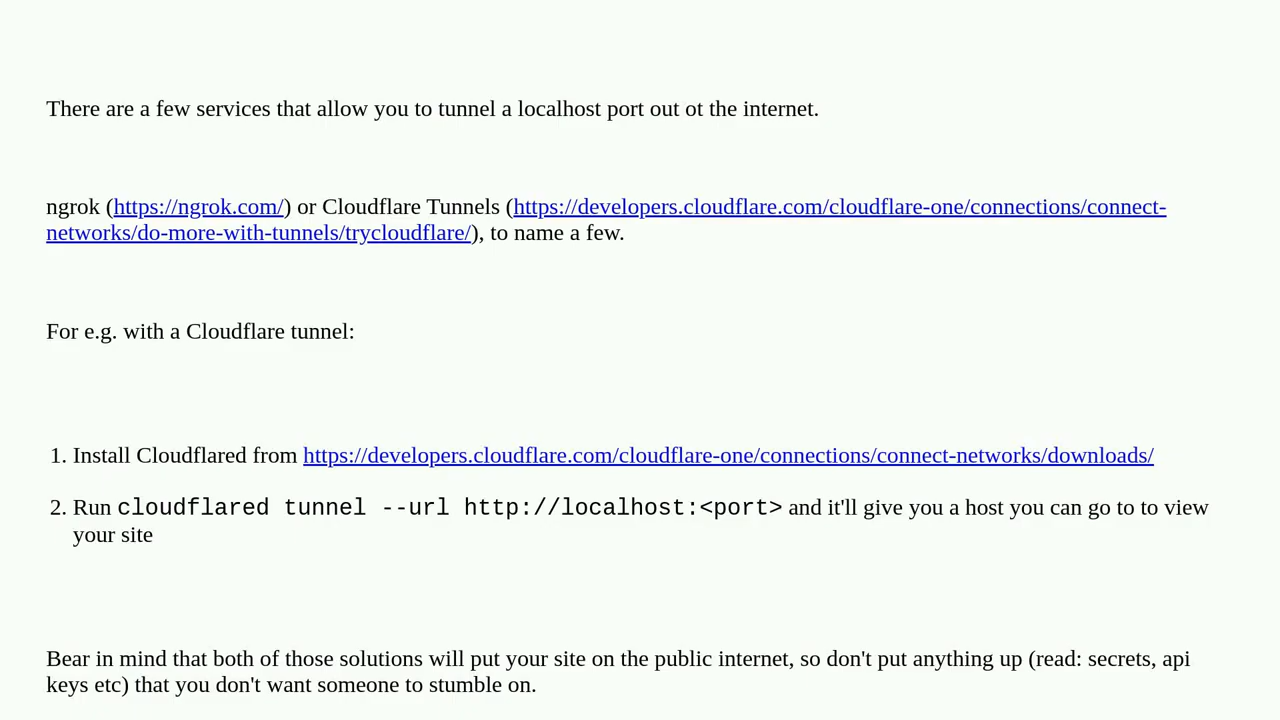 There are a few services that allow you to tunnel a localhost port out ot the internet.
ngrok (https://ngrok.com/) or Cloudflare Tunnels (https://developers.cloudflare.com/cloudflare-one/connections/connect-
networks/do-more-with-tunnels/trycloudflare/), to name a few.
For e.g. with a Cloudflare tunnel:
1. Install Cloudflared from https://developers.cloudflare.com/cloudflare-one/connections/connect-networks/downloads/
2. Run cloudflared tunnel --url http://localhost:<port> and it'll give you a host you can go to to view
your site
Bear in mind that both of those solutions will put your site on the public internet, so don't put anything up (read: secrets, api
keys etc) that you don't want someone to stumble on.